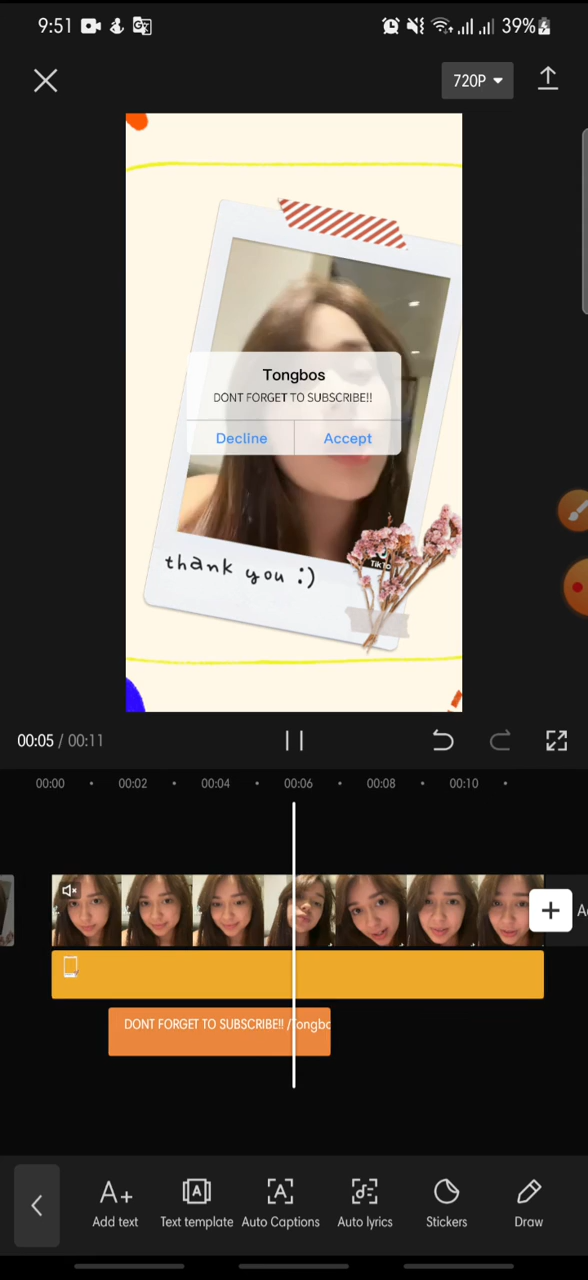 9:51
39%
720P
Tongbos
DONT FORGET TO SUBSCRIBE!!
Decline
Accept
TikTo
thank you :)
00:05 / 00:11
00:00
00:02
00:04
00:06
00:08
00:10
DONT FORGET TO SUBSCRIBE!! /Tongbo
Add text
Text template
Auto Captions
Auto lyrics
Stickers
Draw